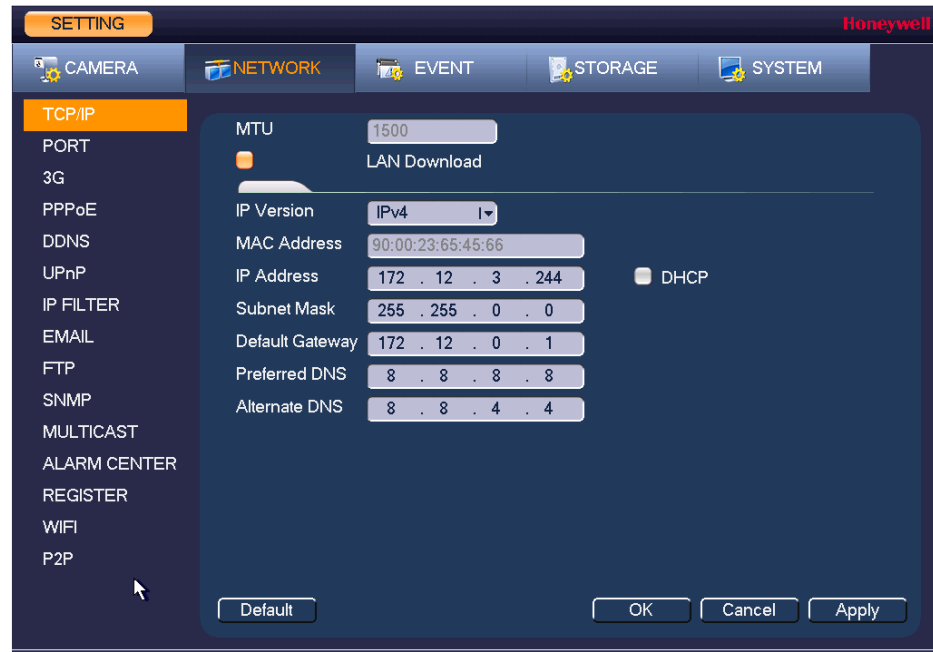 SETTING
Honeywell
CAMERA NETWORK EVENT STORAGE SYSTEM
TCP/IP
PORT
3G
PPPoE
DDNS
UPnP
IP FILTER
EMAIL
FTP
SNMP
MULTICAST
ALARM CENTER
REGISTER
WIFI
P2P
MTU 1500
LAN Download
IP Version IPv4
MAC Address 90:00:23:65:45:66
IP Address 172 . 12 . 3 . 244 DHCP
Subnet Mask 255 . 255 . 0 . 0
Default Gateway 172 . 12 . 0 . 1
Preferred DNS 8 . 8 . 8 . 8
Alternate DNS 8 . 8 . 4 . 4
Default OK Cancel Apply